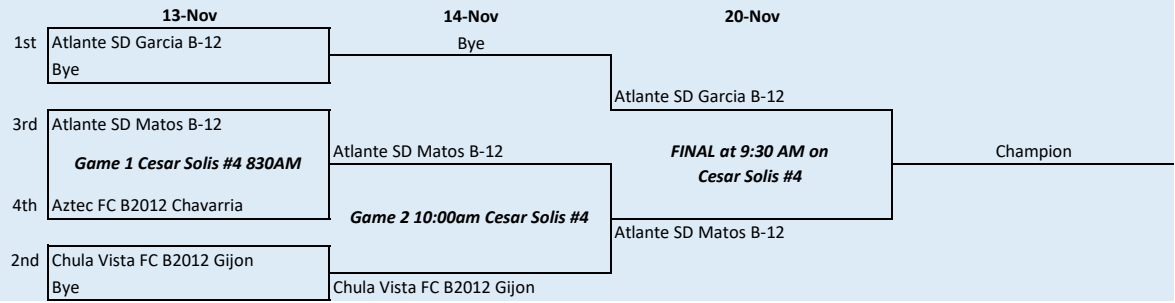 13-Nov
14-Nov
20-Nov
1st
Atlante SD Garcia B-12
Bye
Bye
Atlante SD Garcia B-12
3rd
Atlante SD Matos B-12
Game 1 Cesar Solis #4 830AM
Atlante SD Matos B-12
FINAL at 9:30 AM on
Cesar Solis #4
Champion
4th
Aztec FC B2012 Chavarria
Game 2 10:00am Cesar Solis #4
Atlante SD Matos B-12
2nd
Chula Vista FC B2012 Gijon
Bye
Chula Vista FC B2012 Gijon